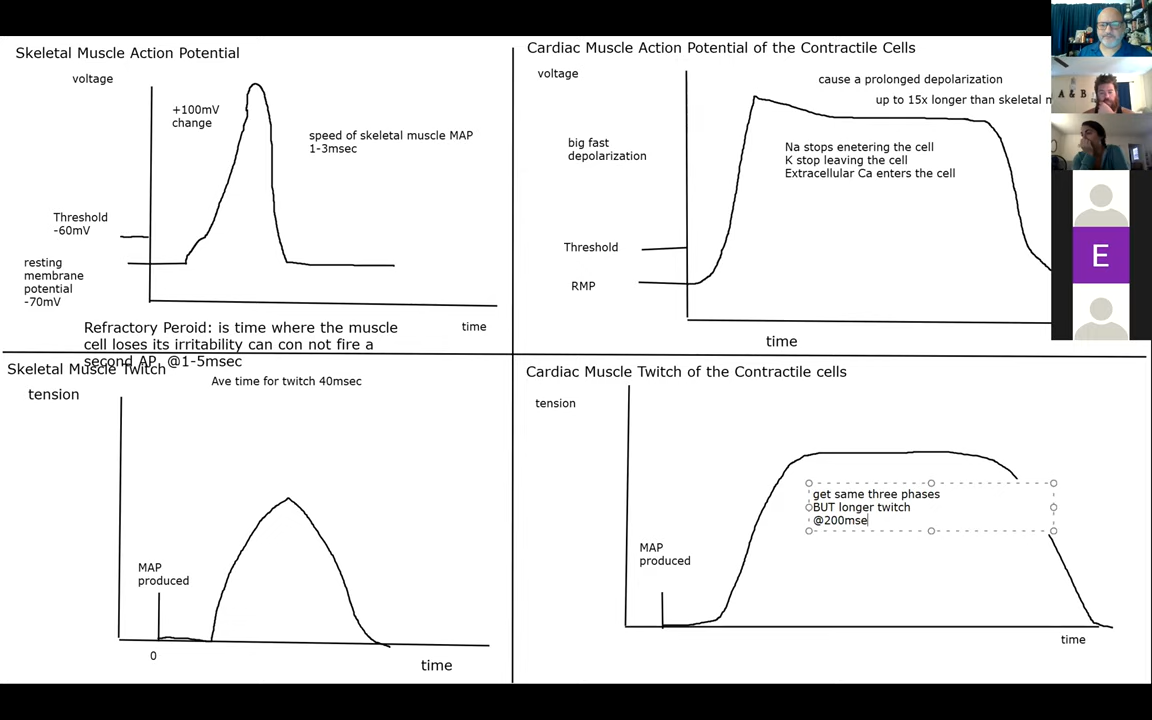 Skeletal Muscle Action Potential
voltage
+100mV
change
speed of skeletal muscle MAP
1-3msec
Threshold
-60mV
resting
membrane
potential
-70mV
Refractory Peroid: is time where the muscle
cell loses its irritability can con not fire a
second AP @1-5msec
time
Cardiac Muscle Action Potential of the Contractile Cells
voltage
cause a prolonged depolarization
up to 15x longer than skeletal m
big fast
depolarization
Na stops enetering the cell
K stop leaving the cell
Extracellular Ca enters the cell
Threshold
RMP
time
A & B
E
Skeletal Muscle Twitch
tension
Ave time for twitch 40msec
MAP
produced
0
time
Cardiac Muscle Twitch of the Contractile cells
tension
get same three phases
BUT longer twitch
@200mse
MAP
produced
time